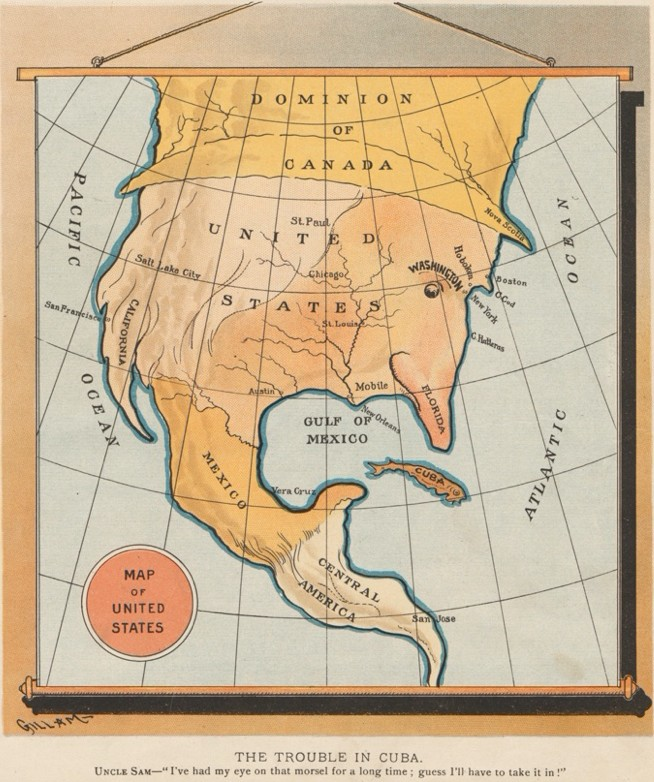 DOMINION
OF
CANADA
PACIFIC
OCEAN
OCEAN
ATLANTIC
Nova Scotia
UNITED
STATES
St. Paul
Salt Lake City
Chicago
San Francisco
CALIFORNIA
St. Louis
WASHINGTON
Hoboken
Boston
C. Cod
New York
C Hatteras
Austin
Mobile
New Orleans
FLORIDA
GULF OF
MEXICO
CUBA
MEXICO
Vera Cruz
CENTRAL
AMERICA
San Jose
MAP
OF
UNITED
STATES
GILLAM
THE TROUBLE IN CUBA.
UNCLE SAM—“I've had my eye on that morsel for a long time; guess I'll have to take it in!”